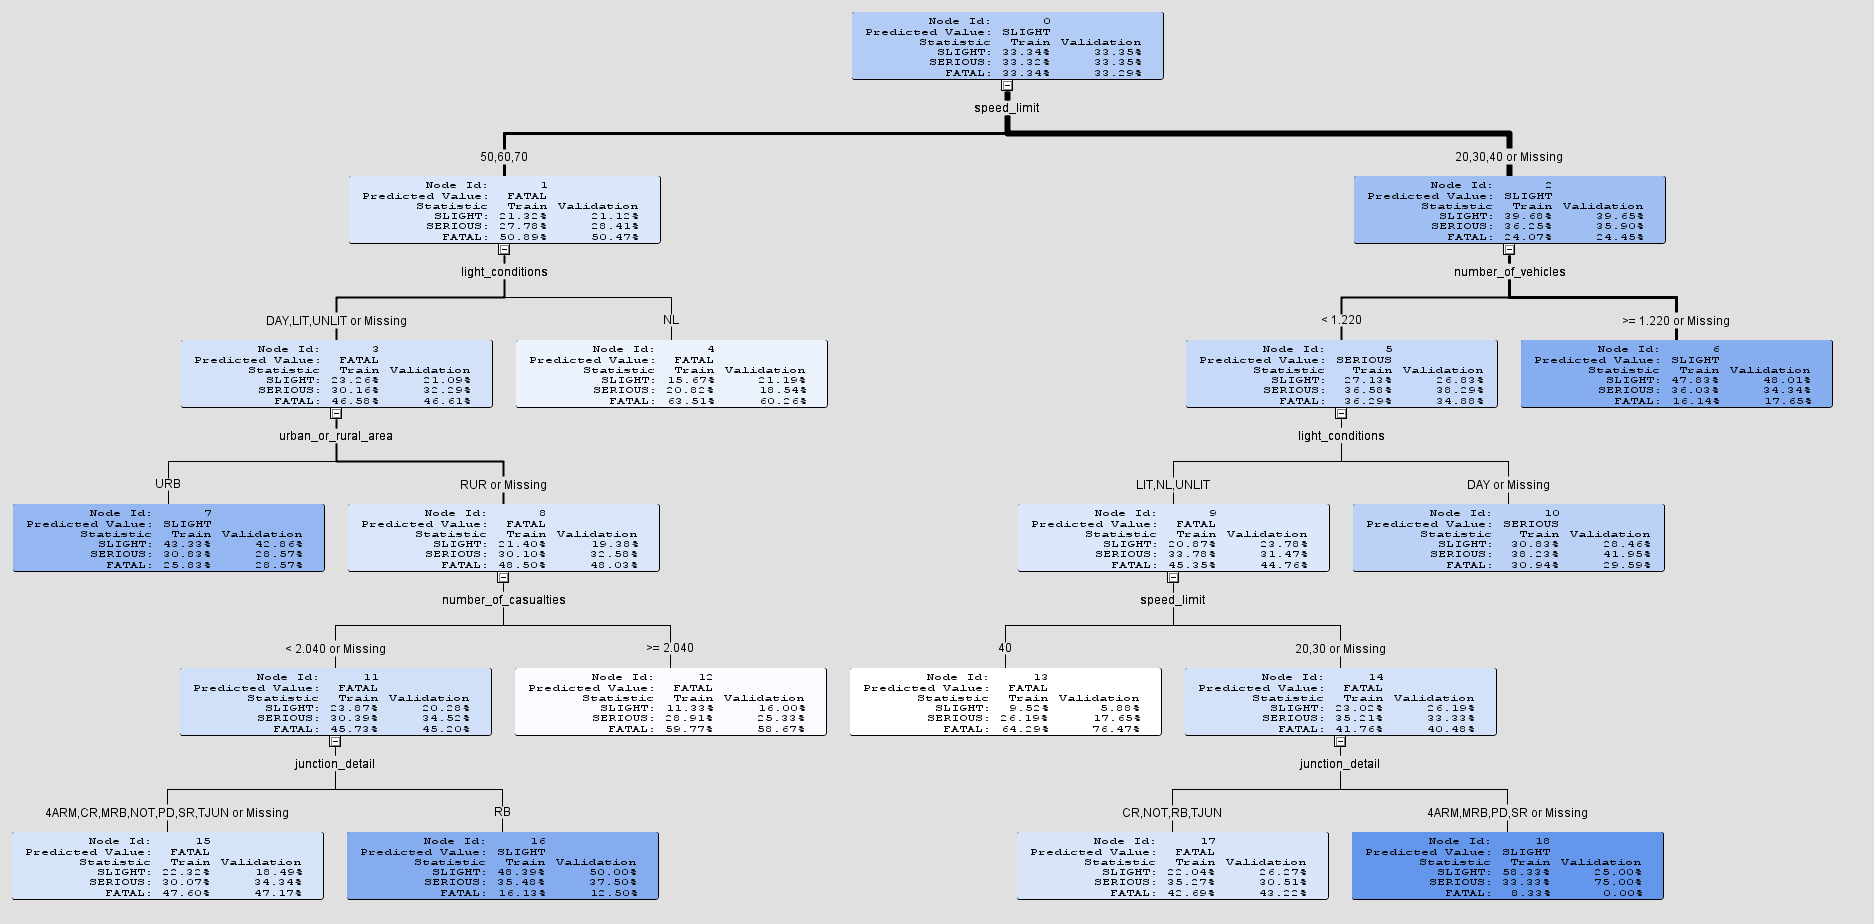 Node Id: 0
Predicted Value: SLIGHT
Statistic Train Validation
SLIGHT: 33.34% 33.35%
SERIOUS: 33.32% 33.35%
FATAL: 33.34% 33.29%
speed_limit
50,60,70
20,30,40 or Missing
Node Id: 1
Predicted Value: FATAL
Statistic Train Validation
SLIGHT: 21.32% 21.12%
SERIOUS: 27.78% 28.41%
FATAL: 50.89% 50.47%
Node Id: 2
Predicted Value: SLIGHT
Statistic Train Validation
SLIGHT: 39.68% 39.65%
SERIOUS: 36.25% 35.90%
FATAL: 24.07% 24.45%
light_conditions
number_of_vehicles
DAY,LIT,UNLIT or Missing
NL
< 1.220
>= 1.220 or Missing
Node Id: 3
Predicted Value: FATAL
Statistic Train Validation
SLIGHT: 23.26% 21.09%
SERIOUS: 30.16% 32.29%
FATAL: 46.58% 46.61%
Node Id: 4
Predicted Value: FATAL
Statistic Train Validation
SLIGHT: 15.67% 21.19%
SERIOUS: 20.82% 18.54%
FATAL: 63.51% 60.26%
Node Id: 5
Predicted Value: SERIOUS
Statistic Train Validation
SLIGHT: 27.13% 26.83%
SERIOUS: 36.58% 38.29%
FATAL: 36.29% 34.88%
Node Id: 6
Predicted Value: SLIGHT
Statistic Train Validation
SLIGHT: 47.83% 48.01%
SERIOUS: 36.03% 34.34%
FATAL: 16.14% 17.65%
urban_or_rural_area
light_conditions
URB
RUR or Missing
LIT,NL,UNLIT
DAY or Missing
Node Id: 7
Predicted Value: SLIGHT
Statistic Train Validation
SLIGHT: 43.33% 42.86%
SERIOUS: 30.83% 28.57%
FATAL: 25.83% 28.57%
Node Id: 8
Predicted Value: FATAL
Statistic Train Validation
SLIGHT: 21.40% 19.38%
SERIOUS: 30.10% 32.58%
FATAL: 48.50% 48.03%
Node Id: 9
Predicted Value: FATAL
Statistic Train Validation
SLIGHT: 20.87% 23.78%
SERIOUS: 33.78% 31.47%
FATAL: 45.35% 44.76%
Node Id: 10
Predicted Value: SERIOUS
Statistic Train Validation
SLIGHT: 30.83% 28.46%
SERIOUS: 38.23% 41.95%
FATAL: 30.94% 29.59%
number_of_casualties
speed_limit
< 2.040 or Missing
>= 2.040
40
20,30 or Missing
Node Id: 11
Predicted Value: FATAL
Statistic Train Validation
SLIGHT: 23.87% 20.28%
SERIOUS: 30.39% 34.52%
FATAL: 45.73% 45.20%
Node Id: 12
Predicted Value: FATAL
Statistic Train Validation
SLIGHT: 11.33% 16.00%
SERIOUS: 28.91% 25.33%
FATAL: 59.77% 58.67%
Node Id: 13
Predicted Value: FATAL
Statistic Train Validation
SLIGHT: 9.52% 5.88%
SERIOUS: 26.19% 17.65%
FATAL: 64.29% 76.47%
Node Id: 14
Predicted Value: FATAL
Statistic Train Validation
SLIGHT: 23.02% 26.19%
SERIOUS: 35.21% 33.33%
FATAL: 41.76% 40.48%
junction_detail
junction_detail
4ARM,CR,MRB,NOT,PD,SR,TJUN or Missing
RB
CR,NOT,RB,TJUN
4ARM,MRB,PD,SR or Missing
Node Id: 15
Predicted Value: FATAL
Statistic Train Validation
SLIGHT: 22.32% 18.49%
SERIOUS: 30.07% 34.34%
FATAL: 47.60% 47.17%
Node Id: 16
Predicted Value: SLIGHT
Statistic Train Validation
SLIGHT: 48.39% 50.00%
SERIOUS: 35.48% 37.50%
FATAL: 16.13% 12.50%
Node Id: 17
Predicted Value: FATAL
Statistic Train Validation
SLIGHT: 22.04% 26.27%
SERIOUS: 35.27% 30.51%
FATAL: 42.69% 43.22%
Node Id: 18
Predicted Value: SLIGHT
Statistic Train Validation
SLIGHT: 58.33% 25.00%
SERIOUS: 33.33% 75.00%
FATAL: 8.33% 0.00%